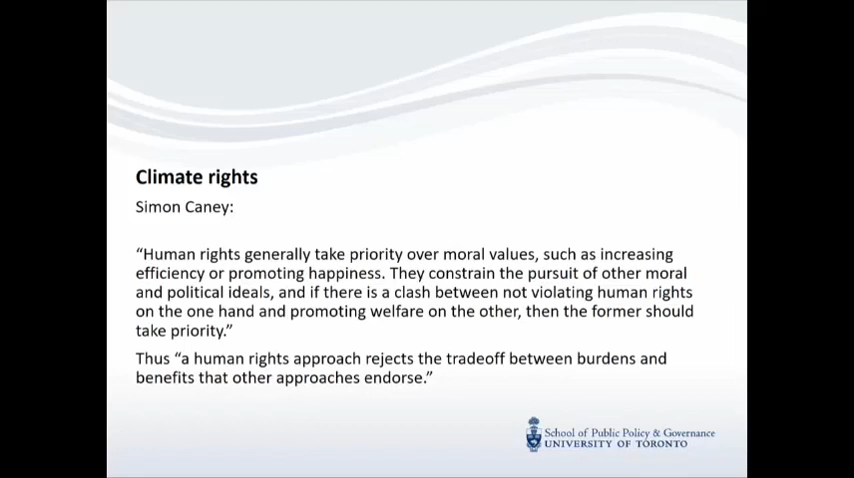 Climate rights
Simon Caney:
“Human rights generally take priority over moral values, such as increasing
efficiency or promoting happiness. They constrain the pursuit of other moral
and political ideals, and if there is a clash between not violating human rights
on the one hand and promoting welfare on the other, then the former should
take priority.”
Thus “a human rights approach rejects the tradeoff between burdens and
benefits that other approaches endorse.”
School of Public Policy & Governance
UNIVERSITY OF TORONTO